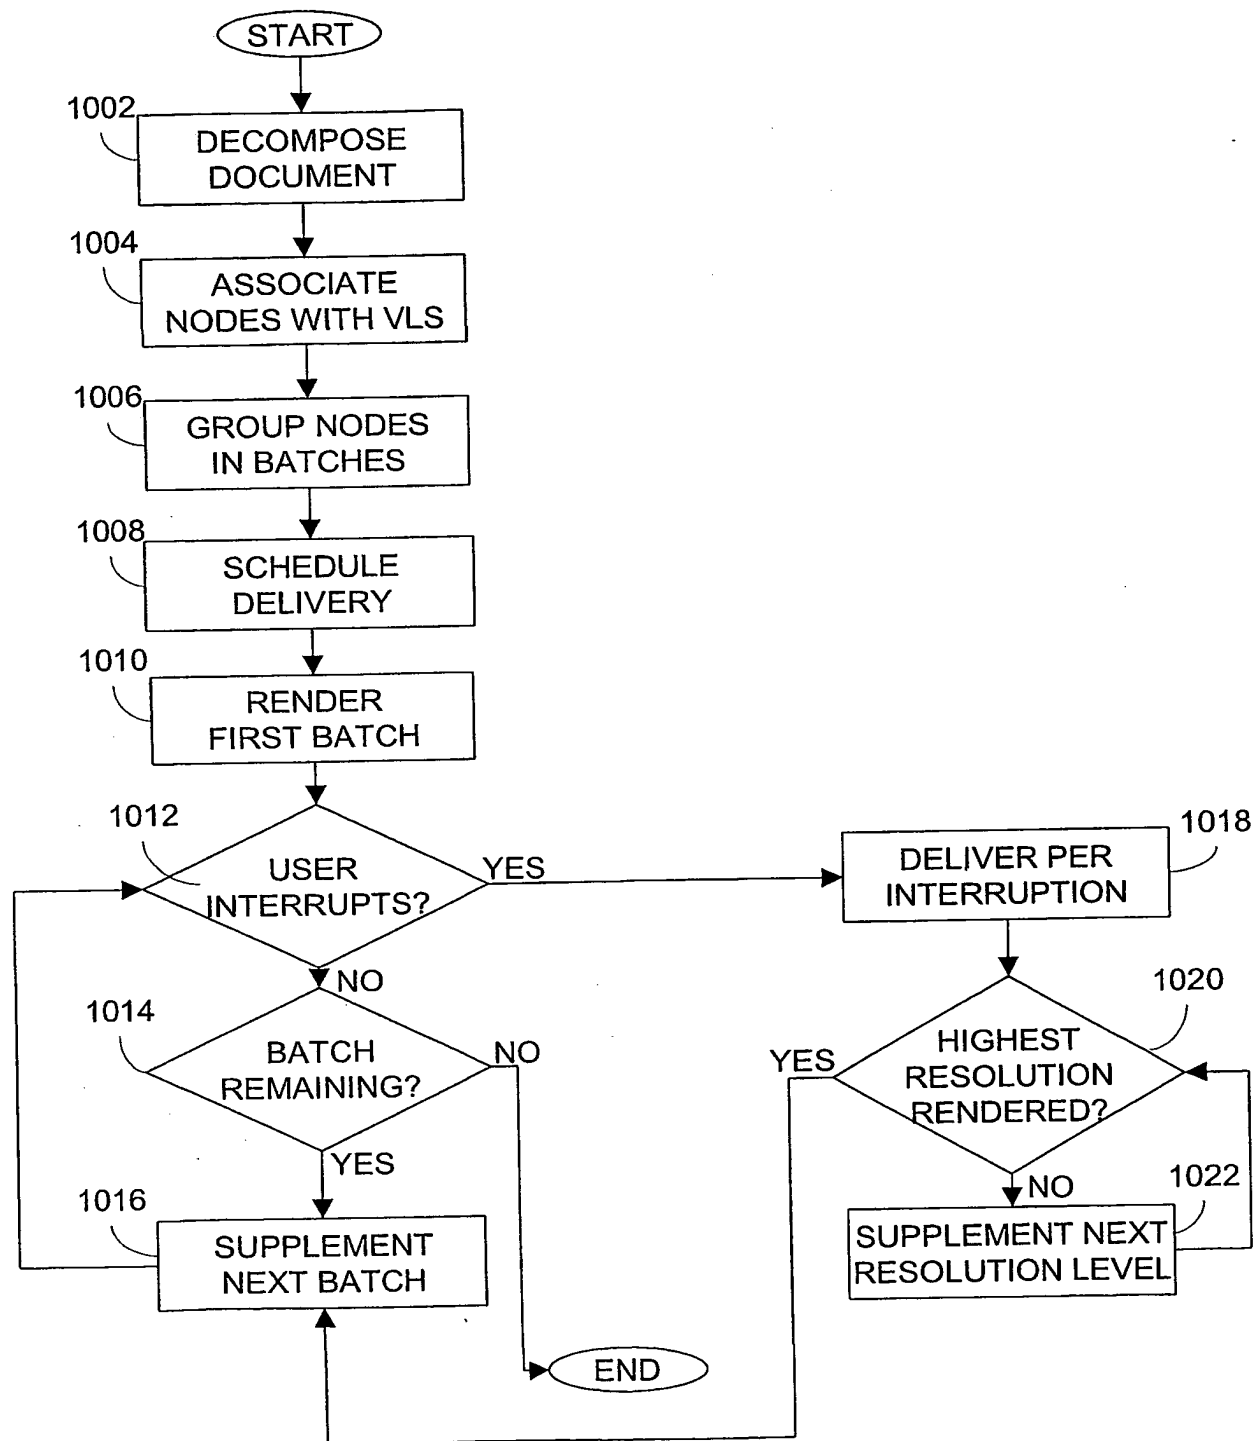 START
1002
DECOMPOSE
DOCUMENT
1004
ASSOCIATE
NODES WITH VLS
1006
GROUP NODES
IN BATCHES
1008
SCHEDULE
DELIVERY
1010
RENDER
FIRST BATCH
1012
USER
INTERRUPTS?
YES
NO
1018
DELIVER PER
INTERRUPTION
1014
BATCH
REMAINING?
NO
YES
1020
HIGHEST
RESOLUTION
RENDERED?
YES
NO
1016
SUPPLEMENT
NEXT BATCH
1022
SUPPLEMENT NEXT
RESOLUTION LEVEL
END